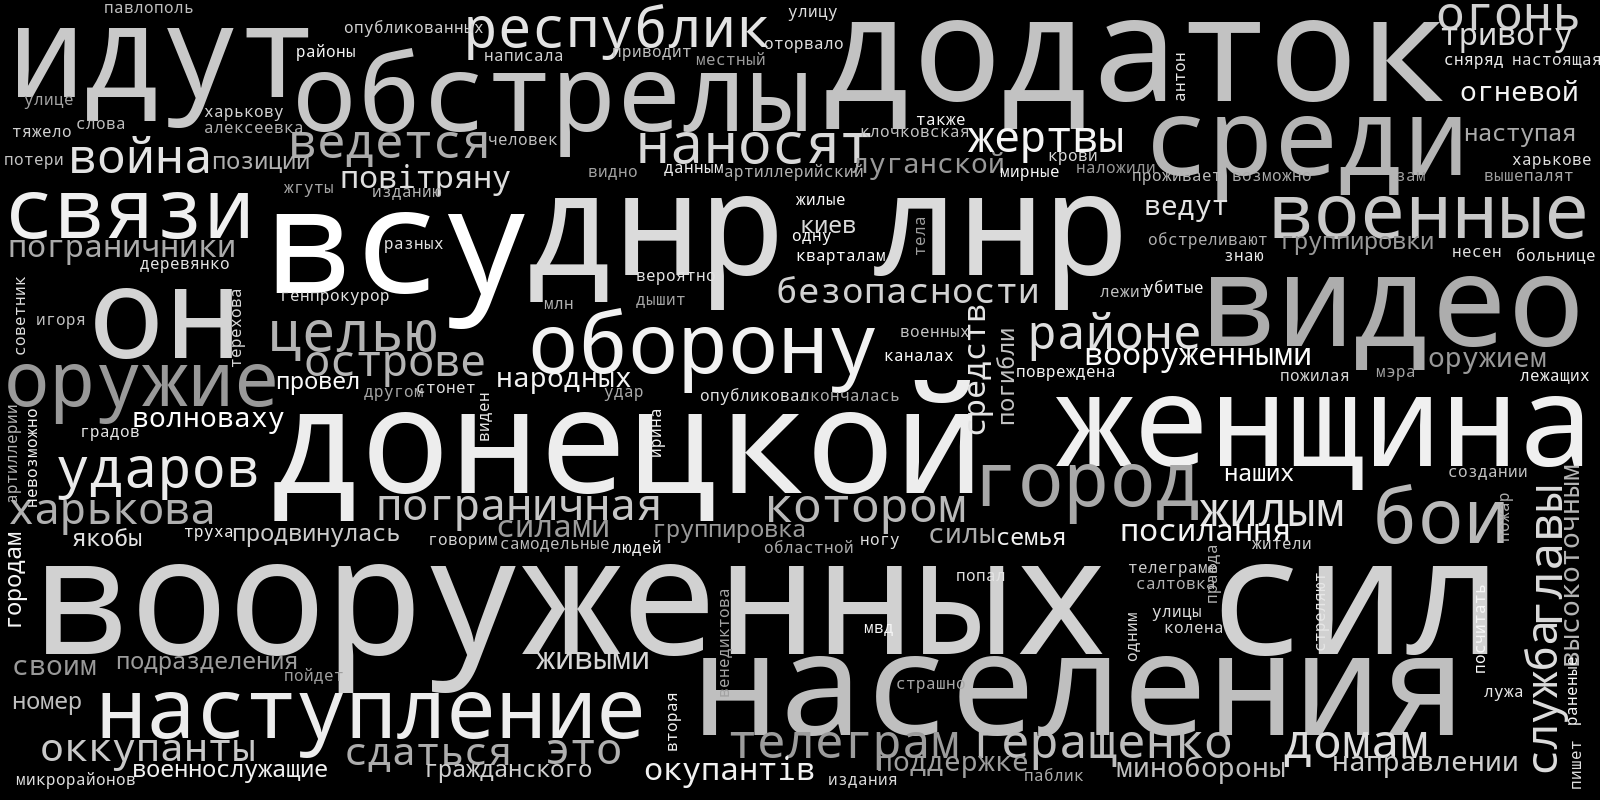 павлополь
опубликованных
республик
улицу
додаток
огонь
идут
районы
написала
приводит
местный
оторвало
тривогу
сняряд
настоящая
обстрелы
антон
огневой
улице
харькову
алексеевка
тяжело
слова
ведется
человек
наносят
также
клочковская
жертвы
среди
наступая
потери
война
позиции
повітряну
видно
данным
артиллерийский
луганской
крови
мирные
наложили
проживает
возможно
вам
харькове
вышепалят
жгуты
изданию
связи
всу
днр
лнр
жилые
киев
одну
тела
ведут
военные
пограничники
разных
кварталам
обстреливают
группировки
знаю
несен
больнице
деревянко
генпрокурор
вероятно
дышит
млн
безопасности
лежит
убитые
видео
советник
игоря
он
терехова
целью
острове
оборону
военных
каналах
средств
погибли
районе
вооруженными
оружием
оружие
провел
другом
стонет
народных
удар
опубликовал
скончалась
повреждена
пожилая
мэра
лежащих
артиллерии
невозможно
волноваху
градов
донецкой
виден
ирина
женщина
ударов
город
наших
создании
харькова
пограничная
котором
жилым
бои
пожар
высокоточным
якобы
труха
продвинулась
говорим
силами
самодельные
людей
группировка
областной
ногу
силы
семья
посилання
жители
городам
вооруженных
сил
попал
телеграме
салтовка
правда
главы
венедиктова
мвд
одним
улицы
колена
стреляют
посчитать
своим
подразделения
пойдет
живыми
населения
страшно
служба
раненые
номер
наступление
вторая
лужа
оккупанты
сдаться
это
телеграм
геращенко
домам
микрорайонов
военнослужащие
гражданского
окупантів
издания
поддержке
паблик
минобороны
направлении
пишет